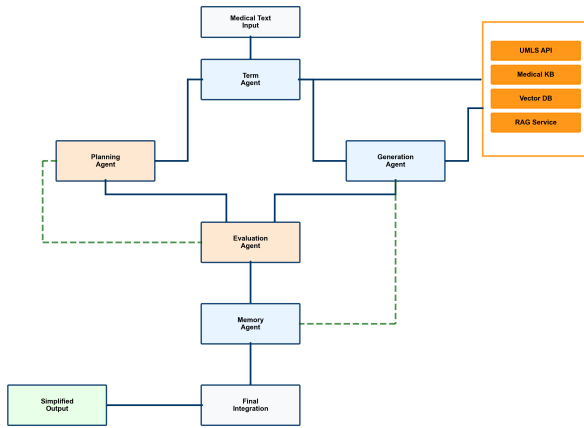 Medical Text
Input
Term
Agent
UMLS API
Medical KB
Vector DB
RAG Service
Planning
Agent
Generation
Agent
Evaluation
Agent
Memory
Agent
Simplified
Output
Final
Integration